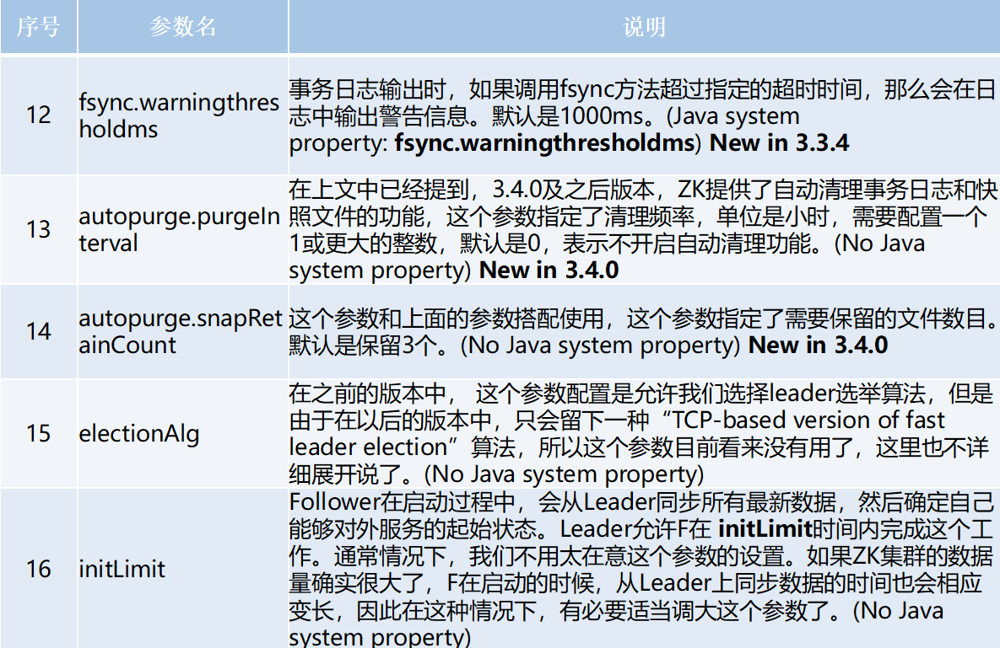 序号 参数名 说明
12
fsync.warningthres
holdms
事务日志输出时，如果调用fsync方法超过指定的超时时间，那么会在日
志中输出警告信息。默认是1000ms。(Java system
property: fsync.warningthresholdms) New in 3.3.4
13
autopurge.purgeIn
terval
在上文中已经提到，3.4.0及之后版本，ZK提供了自动清理事务日志和快
照文件的功能，这个参数指定了清理频率，单位是小时，需要配置一个
1或更大的整数，默认是0，表示不开启自动清理功能。(No Java
system property) New in 3.4.0
14
autopurge.snapRet
ainCount
这个参数和上面的参数搭配使用，这个参数指定了需要保留的文件数目。
默认是保留3个。(No Java system property) New in 3.4.0
15
electionAlg
在之前的版本中， 这个参数配置是允许我们选择leader选举算法，但是
由于在以后的版本中，只会留下一种“TCP-based version of fast
leader election”算法，所以这个参数目前看来没有用了，这里也不详
细展开说了。(No Java system property)
16
initLimit
Follower在启动过程中，会从Leader同步所有最新数据，然后确定自己
能够对外服务的起始状态。Leader允许F在 initLimit时间内完成这个工
作。通常情况下，我们不用太在意这个参数的设置。如果ZK集群的数据
量确实很大了，F在启动的时候，从Leader上同步数据的时间也会相应
变长，因此在这种情况下，有必要适当调大这个参数了。(No Java
system property)